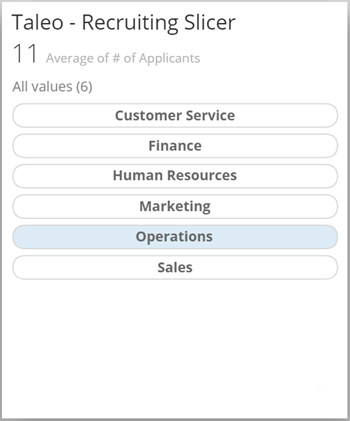 Taleo - Recruiting Slicer
11 Average of # of Applicants
All values (6)
Customer Service
Finance
Human Resources
Marketing
Operations
Sales